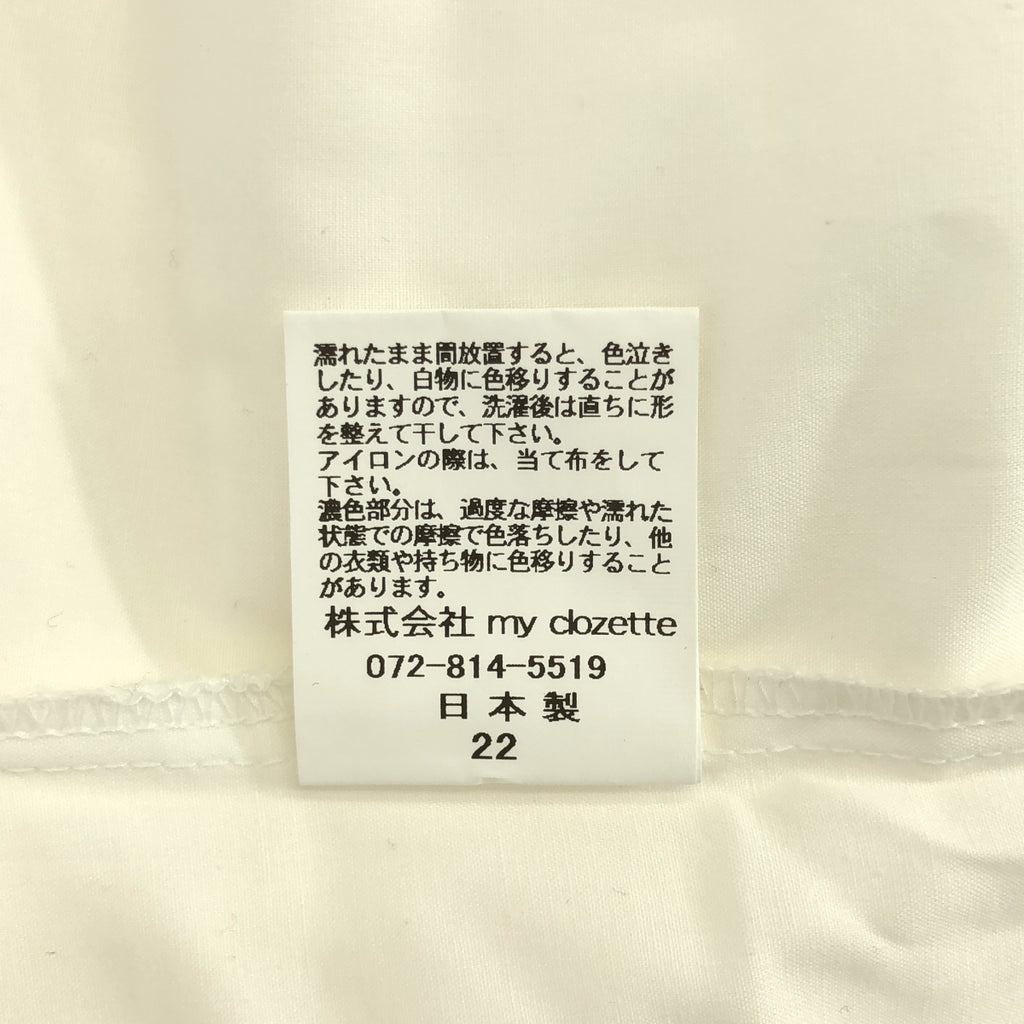 濡れたまま間放置すると、色泣き
したり、白物に色移りすることが
ありますので、洗濯後は直ちに形
を整えて干して下さい。
アイロンの際は、当て布をして
下さい。
濃色部分は、過度な摩擦や濡れた
状態での摩擦で色落ちしたり、他
の衣類や持ち物に色移りすること
があります。
株式会社 my clozette
072-814-5519
日本製
22